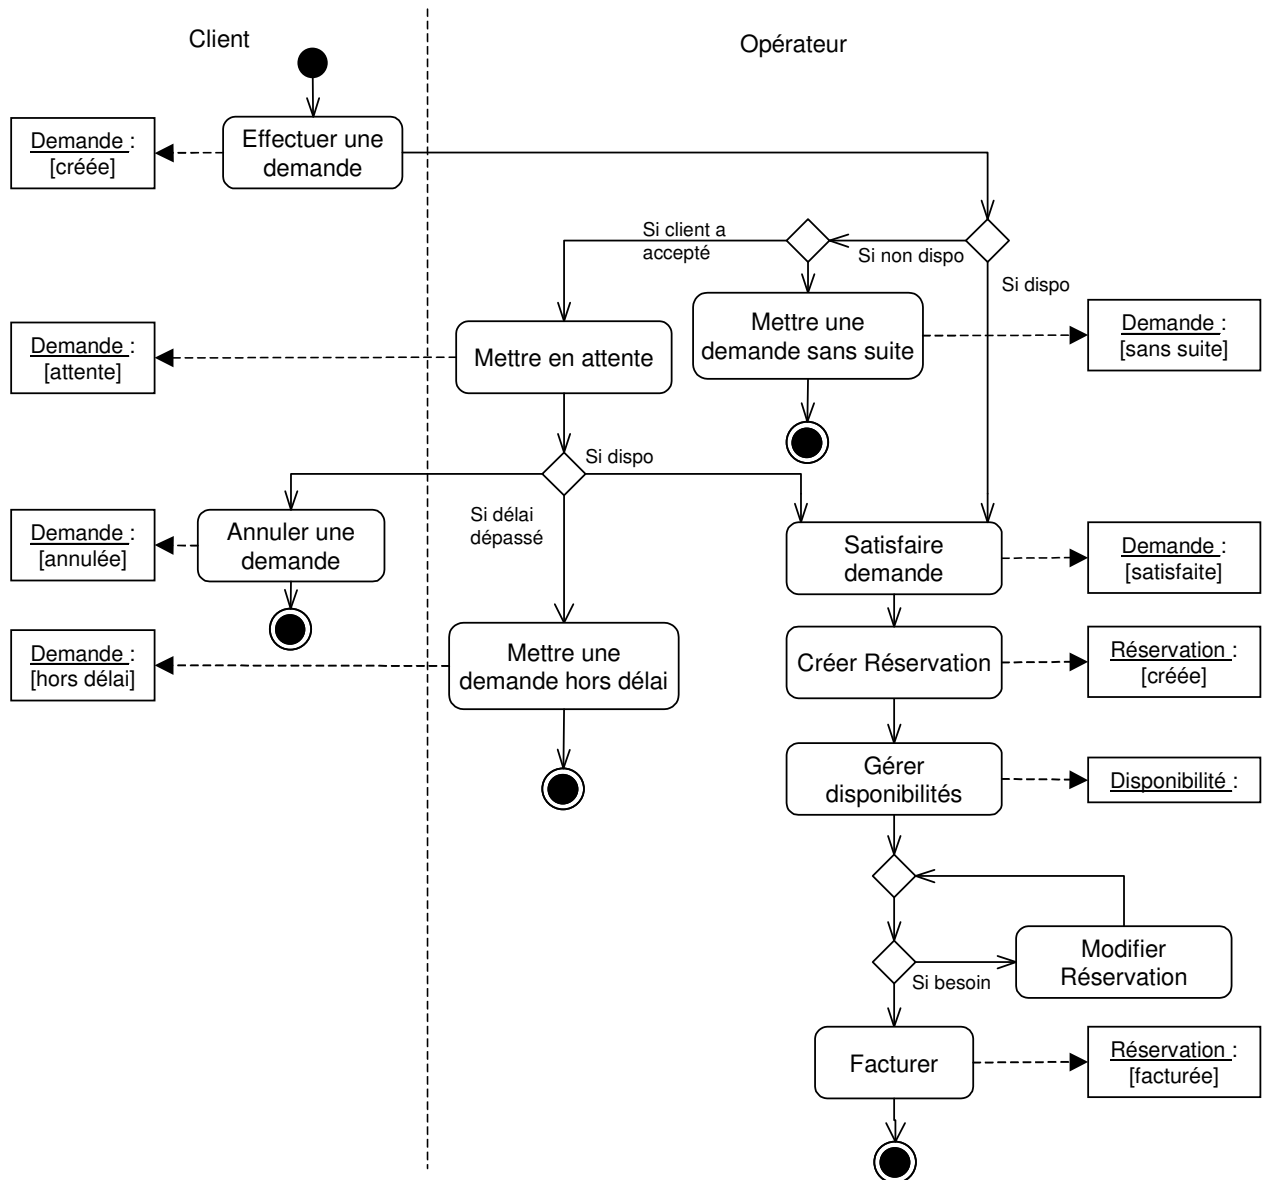 Client
Opérateur
Effectuer une
demande
Demande :
[créée]
Si client a
accepté
Si non dispo
Si dispo
Mettre une
demande sans suite
Demande :
[sans suite]
Mettre en attente
Demande :
[attente]
Si dispo
Si délai
dépassé
Annuler une
demande
Demande :
[annulée]
Satisfaire
demande
Demande :
[satisfaite]
Mettre une
demande hors délai
Demande :
[hors délai]
Créer Réservation
Réservation :
[créée]
Gérer
disponibilités
Disponibilité :
Si besoin
Modifier
Réservation
Facturer
Réservation :
[facturée]